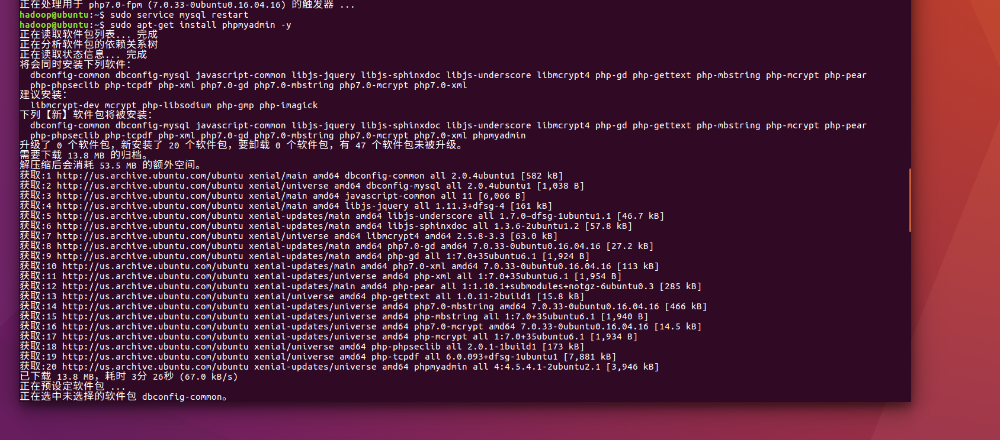 正在处理用于 php7.0-fpm (7.0.33-0ubuntu0.16.04.16) 的触发器 ...
hadoop@ubuntu:~$ sudo service mysql restart
hadoop@ubuntu:~$ sudo apt-get install phpmyadmin -y
正在读取软件包列表... 完成
正在分析软件包的依赖关系树
正在读取状态信息... 完成
将会同时安装下列软件：
  dbconfig-common dbconfig-mysql javascript-common libjs-jquery libjs-sphinxdoc libjs-underscore libmcrypt4 php-gd php-gettext php-mbstring php-mcrypt php-pear
  php-phpseclib php-tcpdf php-xml php7.0-gd php7.0-mbstring php7.0-mcrypt php7.0-xml
建议安装：
  libmcrypt-dev mcrypt php-libsodium php-gmp php-imagick
下列【新】软件包将被安装：
  dbconfig-common dbconfig-mysql javascript-common libjs-jquery libjs-sphinxdoc libjs-underscore libmcrypt4 php-gd php-gettext php-mbstring php-mcrypt php-pear
  php-phpseclib php-tcpdf php-xml php7.0-gd php7.0-mbstring php7.0-mcrypt php7.0-xml phpmyadmin
升级了 0 个软件包，新安装了 20 个软件包，要卸载 0 个软件包，有 47 个软件包未被升级。
需要下载 13.8 MB 的归档。
解压缩后会消耗 53.5 MB 的额外空间。
获取:1 http://us.archive.ubuntu.com/ubuntu xenial/main amd64 dbconfig-common all 2.0.4ubuntu1 [582 kB]
获取:2 http://us.archive.ubuntu.com/ubuntu xenial/universe amd64 dbconfig-mysql all 2.0.4ubuntu1 [1,038 B]
获取:3 http://us.archive.ubuntu.com/ubuntu xenial/main amd64 javascript-common all 11 [6,066 B]
获取:4 http://us.archive.ubuntu.com/ubuntu xenial/main amd64 libjs-jquery all 1.11.3+dfsg-4 [161 kB]
获取:5 http://us.archive.ubuntu.com/ubuntu xenial-updates/main amd64 libjs-underscore all 1.7.0~dfsg-1ubuntu1.1 [46.7 kB]
获取:6 http://us.archive.ubuntu.com/ubuntu xenial-updates/main amd64 libjs-sphinxdoc all 1.3.6-2ubuntu1.2 [57.8 kB]
获取:7 http://us.archive.ubuntu.com/ubuntu xenial/universe amd64 libmcrypt4 amd64 2.5.8-3.3 [63.0 kB]
获取:8 http://us.archive.ubuntu.com/ubuntu xenial-updates/main amd64 php7.0-gd amd64 7.0.33-0ubuntu0.16.04.16 [27.2 kB]
获取:9 http://us.archive.ubuntu.com/ubuntu xenial-updates/main amd64 php-gd all 1:7.0+35ubuntu6.1 [1,924 B]
获取:10 http://us.archive.ubuntu.com/ubuntu xenial-updates/main amd64 php7.0-xml amd64 7.0.33-0ubuntu0.16.04.16 [113 kB]
获取:11 http://us.archive.ubuntu.com/ubuntu xenial-updates/universe amd64 php-xml all 1:7.0+35ubuntu6.1 [1,954 B]
获取:12 http://us.archive.ubuntu.com/ubuntu xenial-updates/main amd64 php-pear all 1:1.10.1+submodules+notgz-6ubuntu0.3 [285 kB]
获取:13 http://us.archive.ubuntu.com/ubuntu xenial/universe amd64 php-gettext all 1.0.11-2build1 [15.8 kB]
获取:14 http://us.archive.ubuntu.com/ubuntu xenial-updates/universe amd64 php7.0-mbstring amd64 7.0.33-0ubuntu0.16.04.16 [466 kB]
获取:15 http://us.archive.ubuntu.com/ubuntu xenial-updates/universe amd64 php-mbstring all 1:7.0+35ubuntu6.1 [1,940 B]
获取:16 http://us.archive.ubuntu.com/ubuntu xenial-updates/universe amd64 php7.0-mcrypt amd64 7.0.33-0ubuntu0.16.04.16 [14.5 kB]
获取:17 http://us.archive.ubuntu.com/ubuntu xenial-updates/universe amd64 php-mcrypt all 1:7.0+35ubuntu6.1 [1,934 B]
获取:18 http://us.archive.ubuntu.com/ubuntu xenial/universe amd64 php-phpseclib all 2.0.1-1build1 [173 kB]
获取:19 http://us.archive.ubuntu.com/ubuntu xenial/universe amd64 php-tcpdf all 6.0.093+dfsg-1ubuntu1 [7,881 kB]
获取:20 http://us.archive.ubuntu.com/ubuntu xenial-updates/universe amd64 phpmyadmin all 4:4.5.4.1-2ubuntu2.1 [3,946 kB]
已下载 13.8 MB，耗时 3分 26秒 (67.0 kB/s)
正在预设定软件包 ...
正在选中未选择的软件包 dbconfig-common。